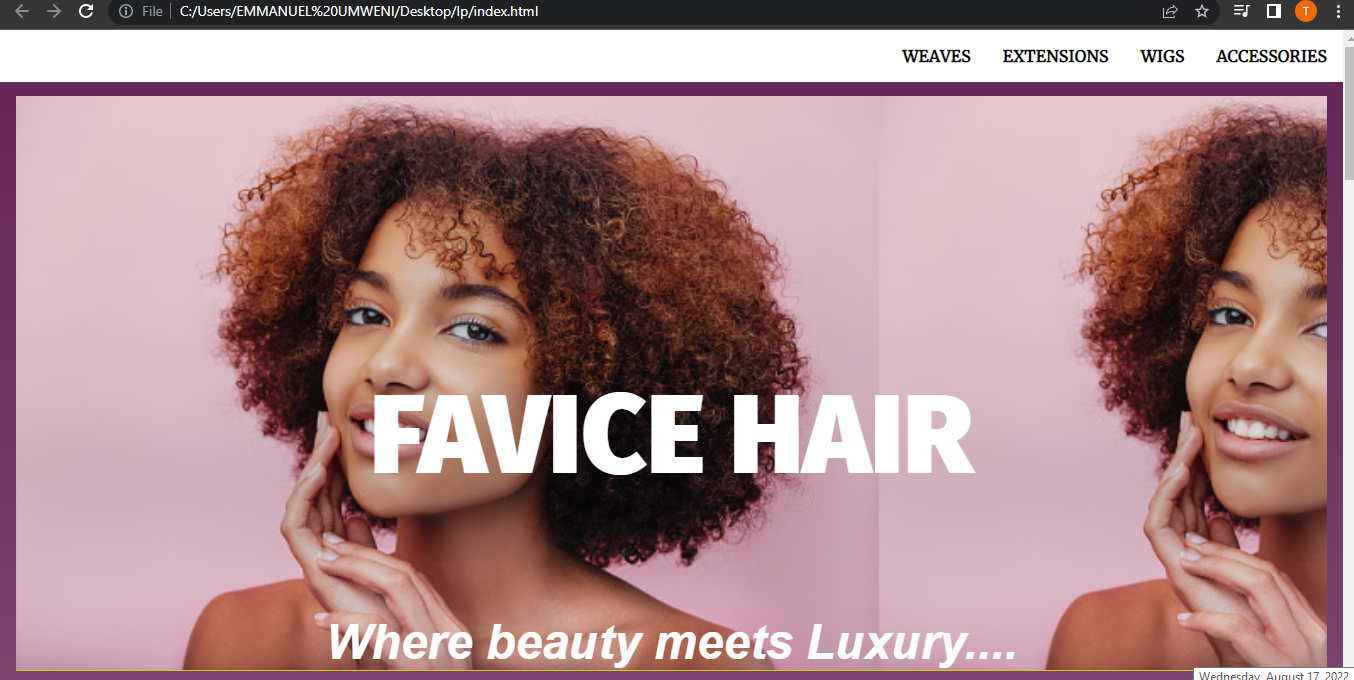 File
C:/Users/EMMANUEL%20UMWENI/Desktop/lp/index.html
T
WEAVES EXTENSIONS WIGS ACCESSORIES
FAVICE HAIR
Where beauty meets Luxury....
Wednesday, August 17, 2022